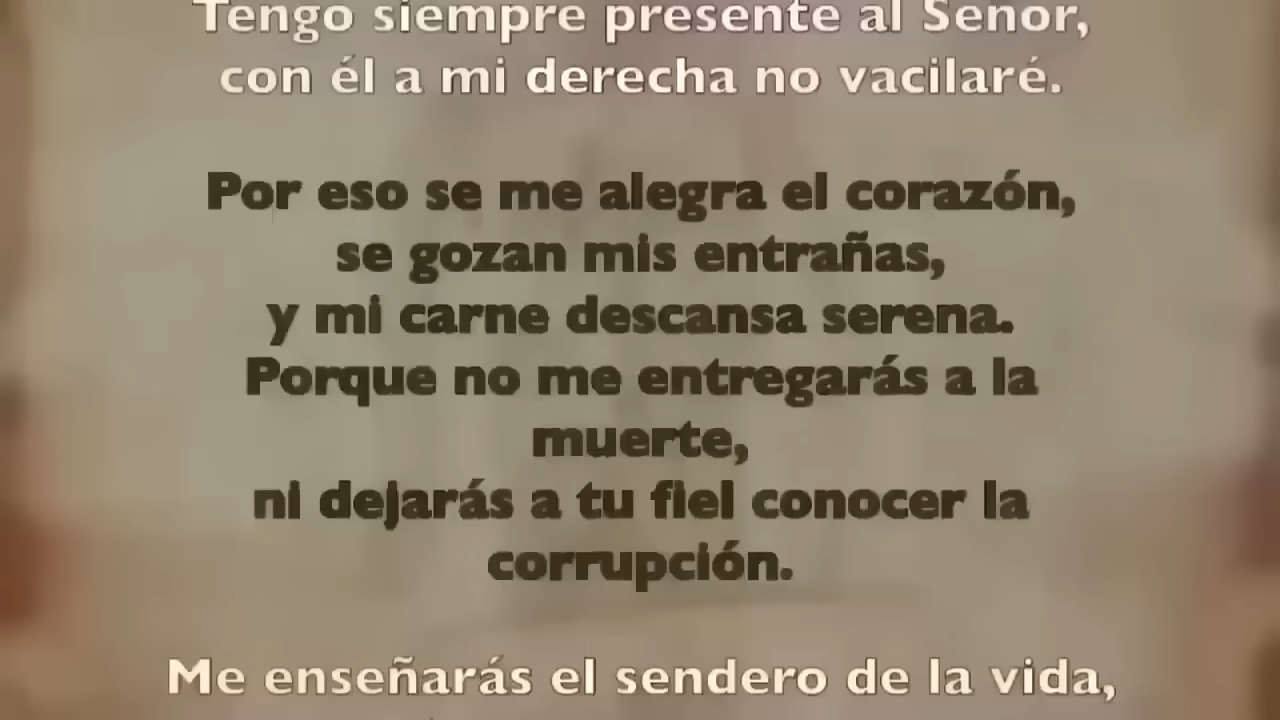 Tengo siempre presente al Señor,
con él a mi derecha no vacilaré.
Por eso se me alegra el corazón,
se gozan mis entrañas,
y mi carne descansa serena.
Porque no me entregarás a la
muerte,
ni dejarás a tu fiel conocer la
corrupción.
Me enseñarás el sendero de la vida,